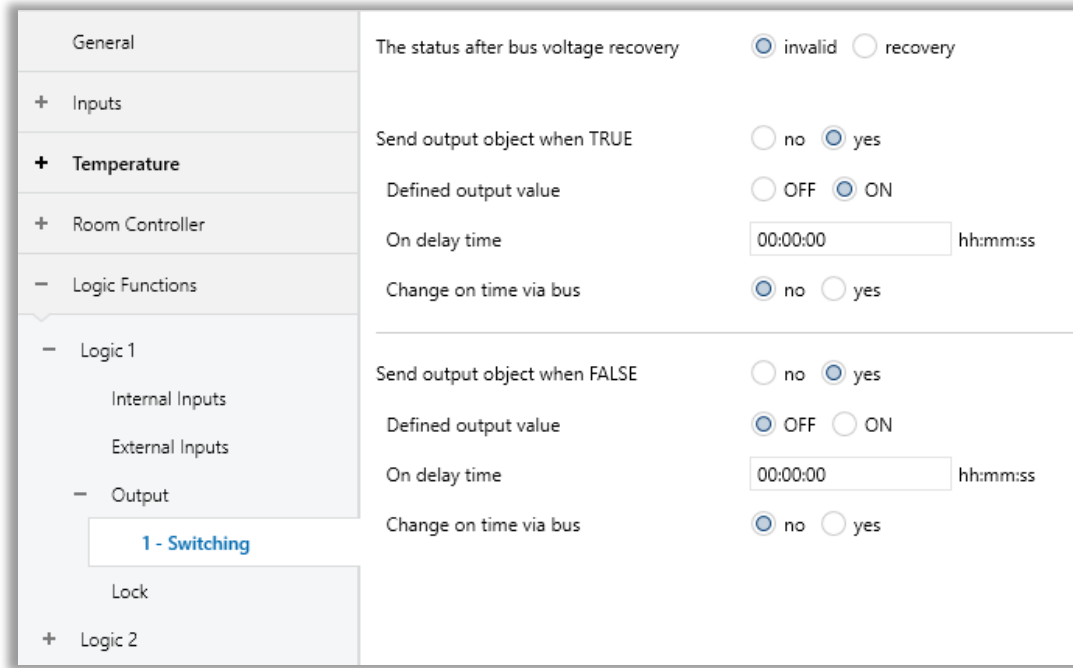 General
+ Inputs
+ Temperature
+ Room Controller
− Logic Functions
− Logic 1
Internal Inputs
External Inputs
− Output
1 - Switching
Lock
+ Logic 2
The status after bus voltage recovery invalid recovery
Send output object when TRUE no yes
Defined output value OFF ON
On delay time 00:00:00 hh:mm:ss
Change on time via bus no yes
Send output object when FALSE no yes
Defined output value OFF ON
On delay time 00:00:00 hh:mm:ss
Change on time via bus no yes